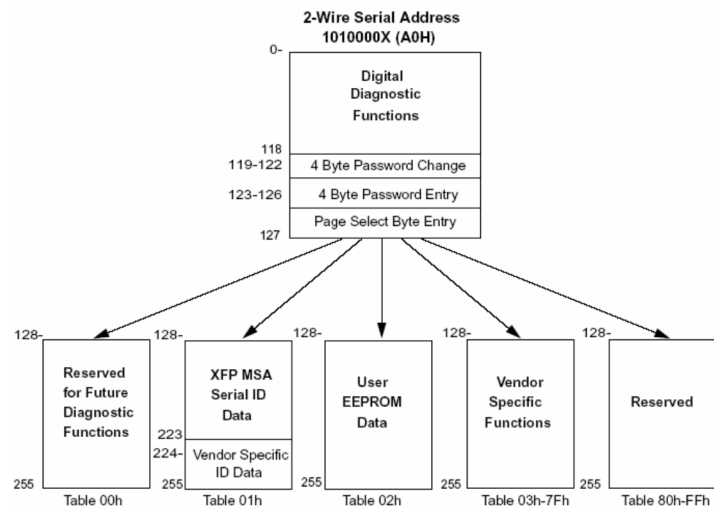 2-Wire Serial Address
1010000X (A0H)
0-
Digital
Diagnostic
Functions
118
119-122 4 Byte Password Change
123-126 4 Byte Password Entry
Page Select Byte Entry
127
128-
Reserved
for Future
Diagnostic
Functions
255
Table 00h
128-
XFP MSA
Serial ID
Data
223
224- Vendor Specific
ID Data
255
Table 01h
128-
User
EEPROM
Data
255
Table 02h
128-
Vendor
Specific
Functions
255
Table 03h-7Fh
128-
Reserved
255
Table 80h-FFh